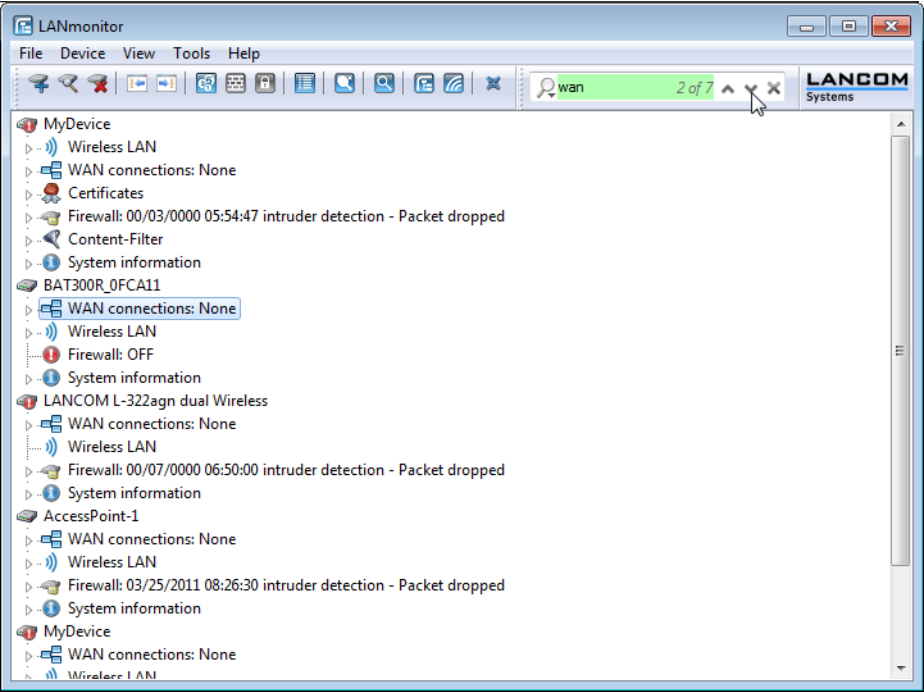 LANmonitor
File Device View Tools Help
wan 2 of 7
LANCOM
Systems
MyDevice
Wireless LAN
WAN connections: None
Certificates
Firewall: 00/03/0000 05:54:47 intruder detection - Packet dropped
Content-Filter
System information
BAT300R_0FCA11
WAN connections: None
Wireless LAN
Firewall: OFF
System information
LANCOM L-322agn dual Wireless
WAN connections: None
Wireless LAN
Firewall: 00/07/0000 06:50:00 intruder detection - Packet dropped
System information
AccessPoint-1
WAN connections: None
Wireless LAN
Firewall: 03/25/2011 08:26:30 intruder detection - Packet dropped
System information
MyDevice
WAN connections: None
Wireless LAN